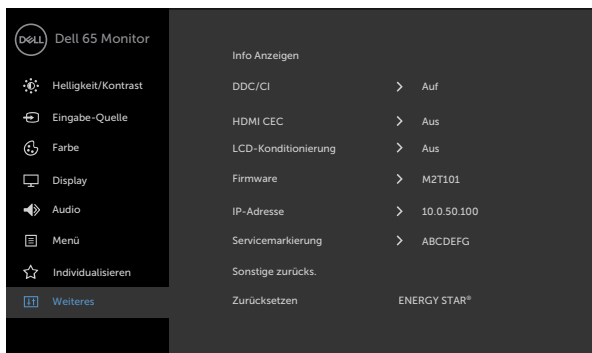 DELL Dell 65 Monitor
Info Anzeigen
Helligkeit/Kontrast DDC/CI Auf
Eingabe-Quelle HDMI CEC Aus
Farbe LCD-Konditionierung Aus
Display Firmware M2T101
Audio IP-Adresse 10.0.50.100
Menü Servicemarkierung ABCDEFG
Individualisieren Sonstige zurücks.
Weiteres Zurücksetzen ENERGY STAR®